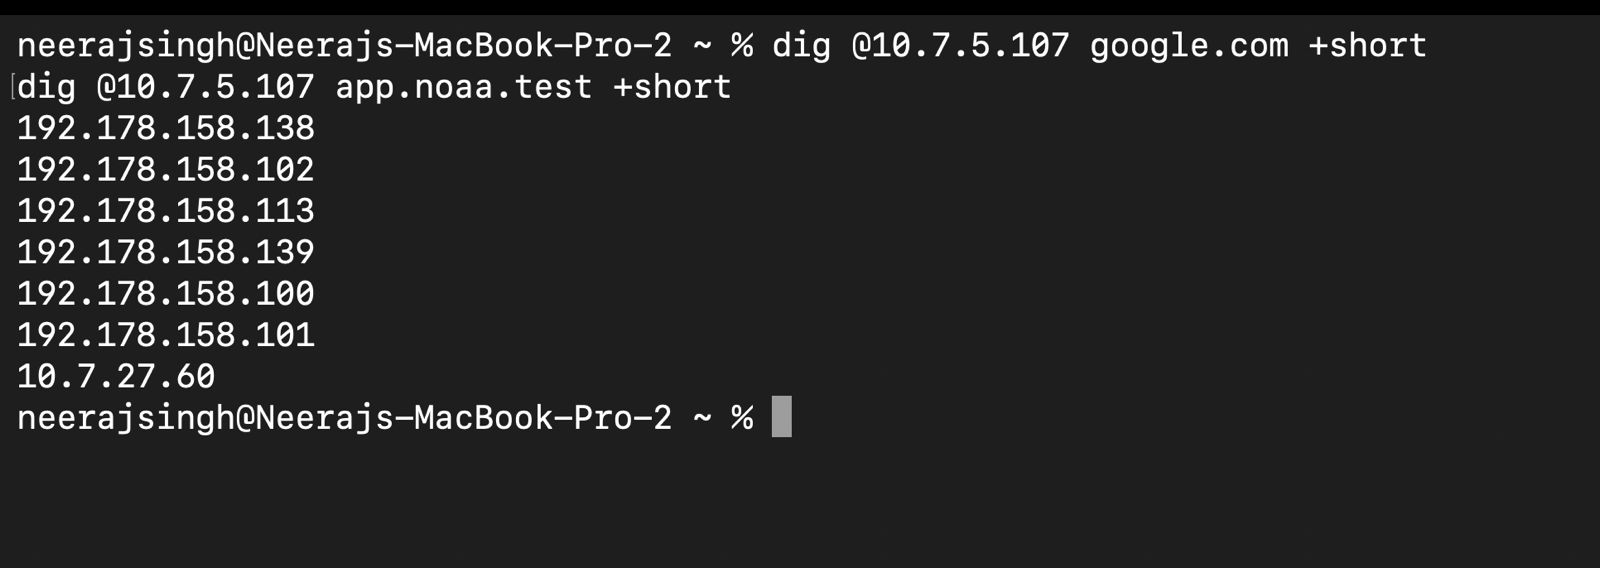 neerajsingh@Neerajs-MacBook-Pro-2 ~ % dig @10.7.5.107 google.com +short
[dig @10.7.5.107 app.noaa.test +short
192.178.158.138
192.178.158.102
192.178.158.113
192.178.158.139
192.178.158.100
192.178.158.101
10.7.27.60
neerajsingh@Neerajs-MacBook-Pro-2 ~ %